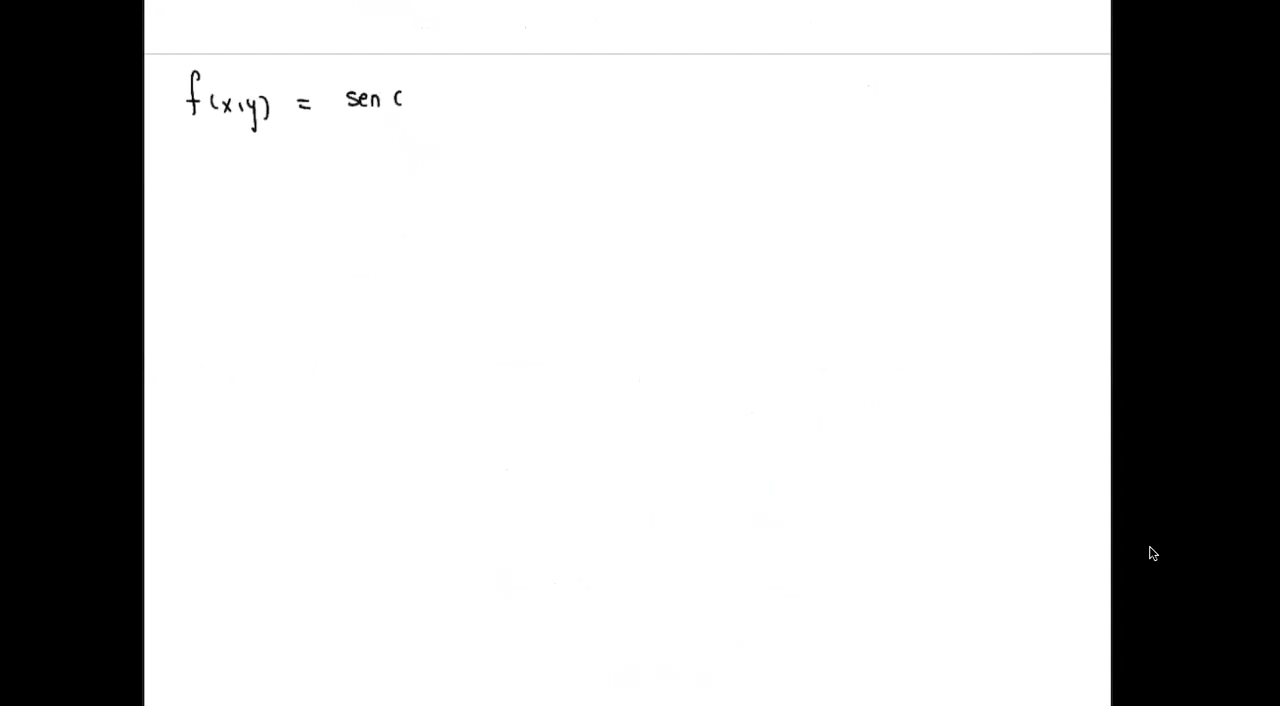 f(x,y) = sen (